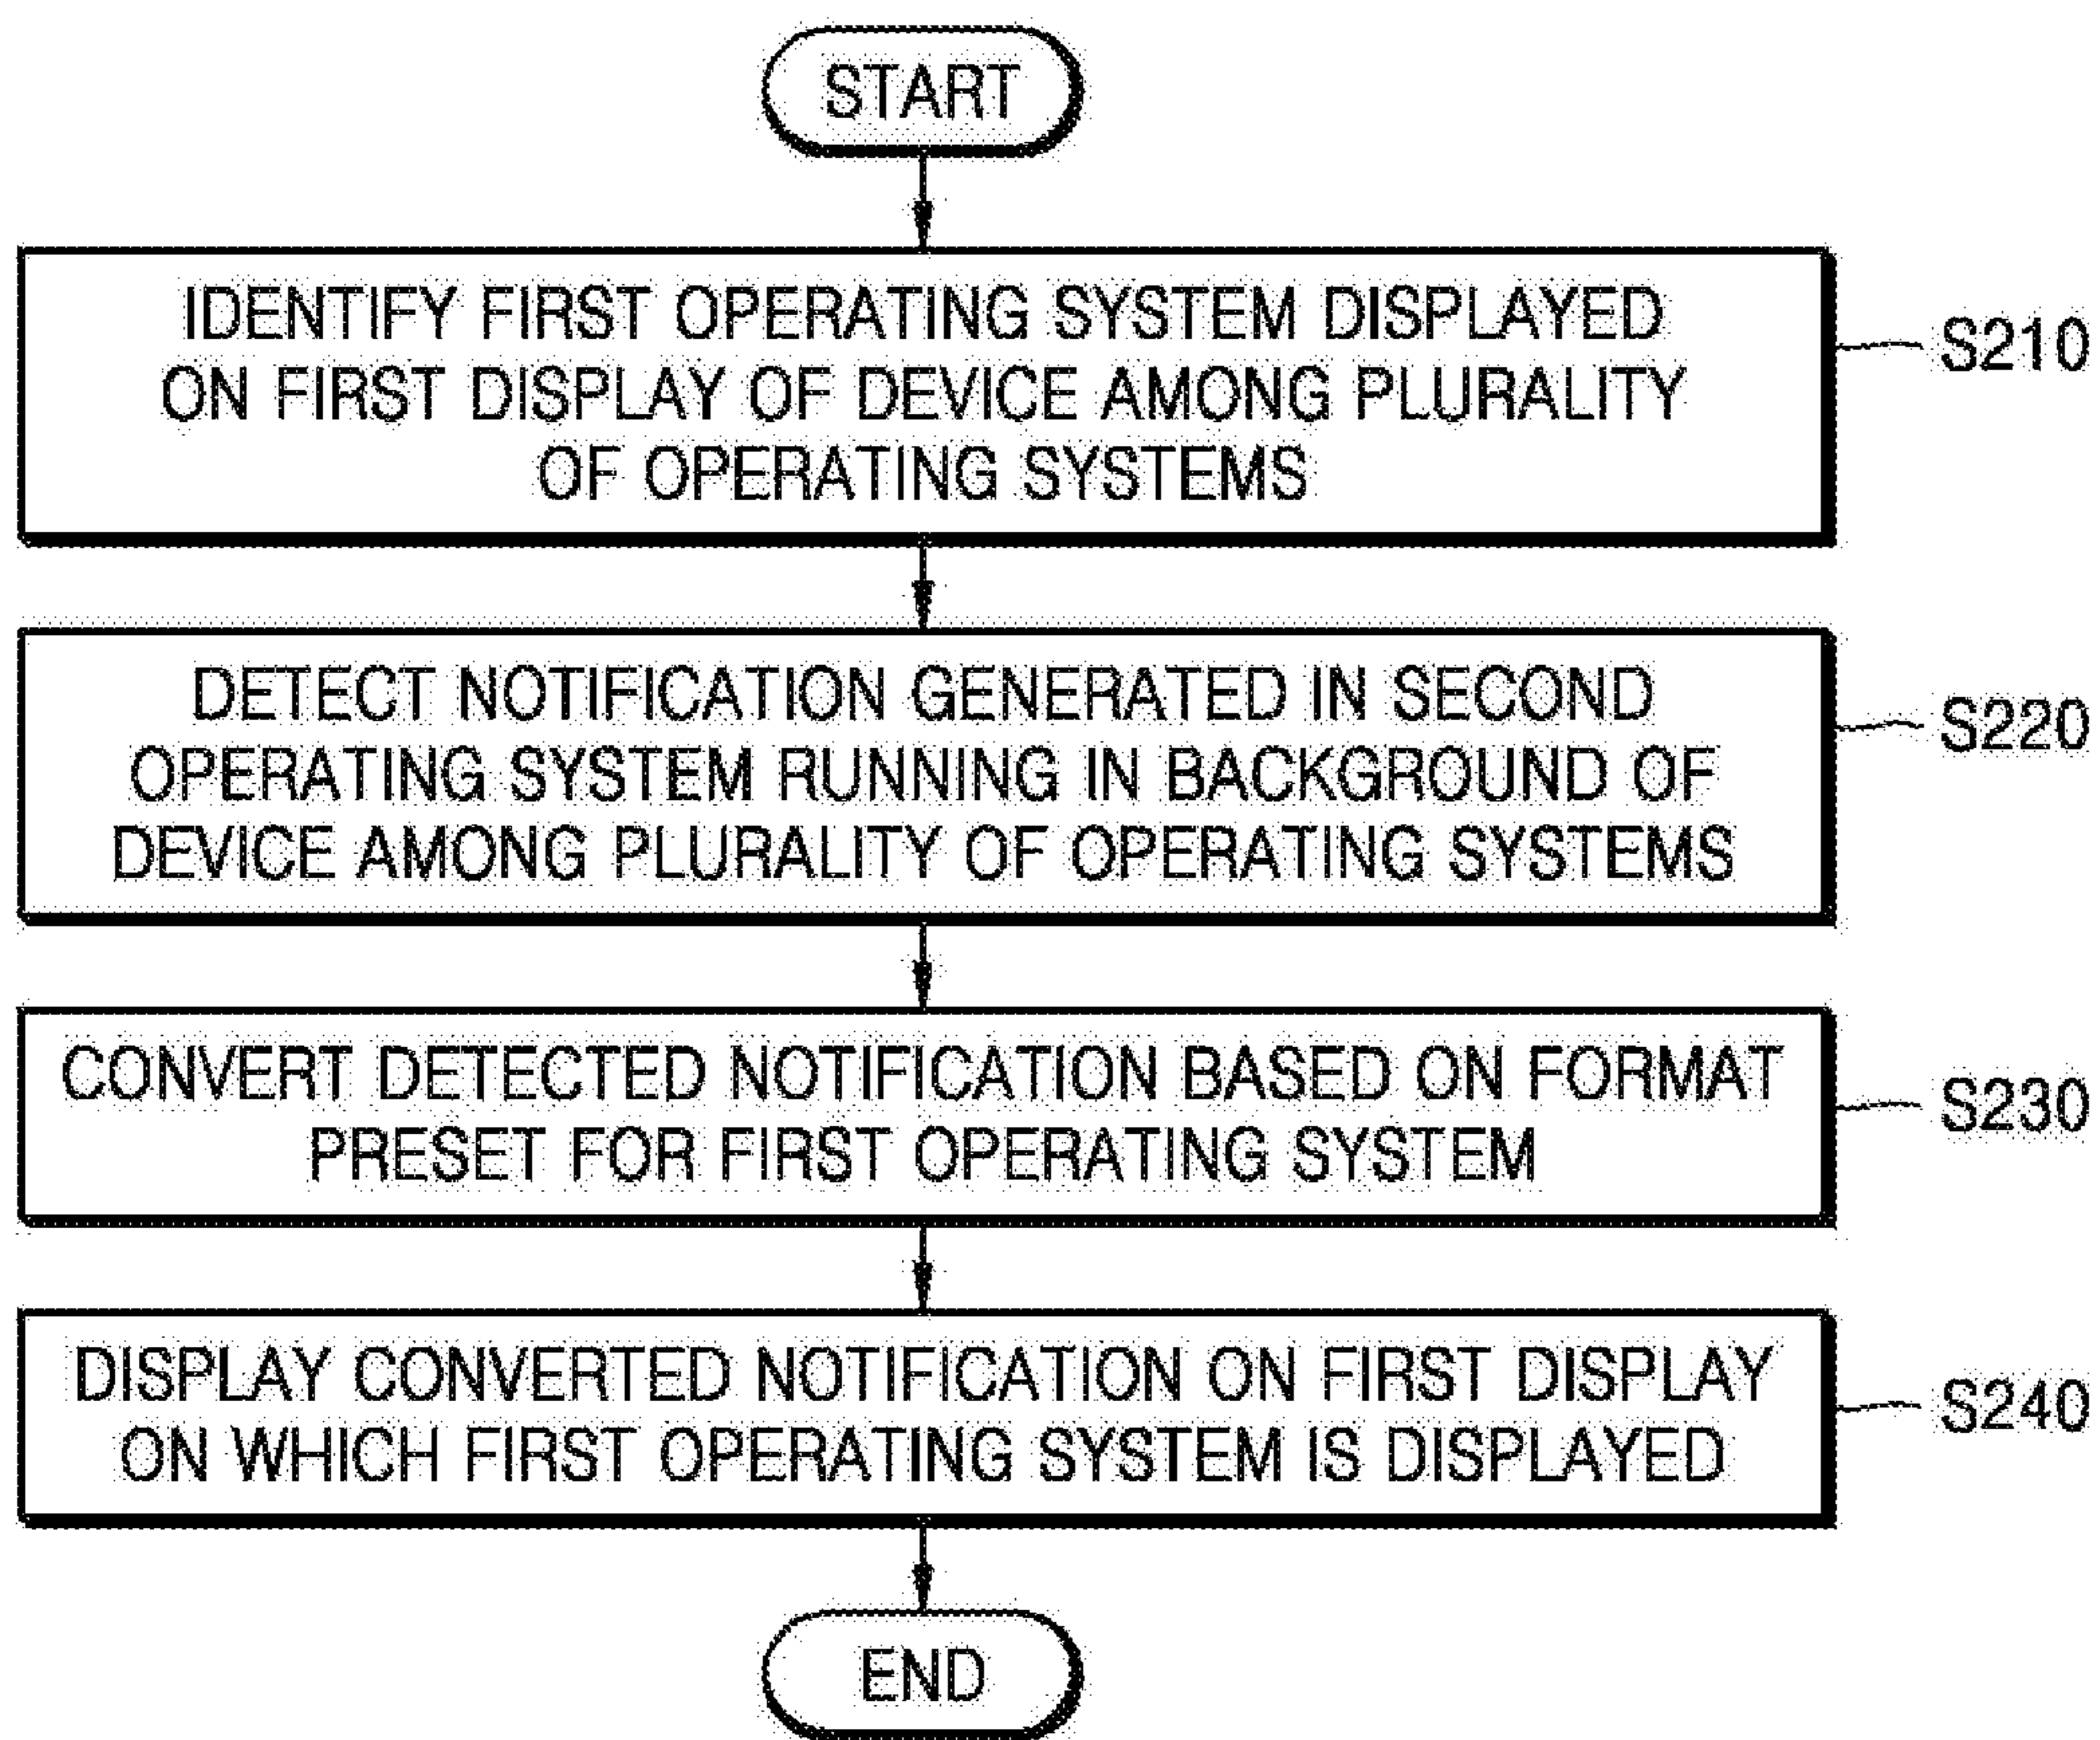 START
IDENTIFY FIRST OPERATING SYSTEM DISPLAYED
ON FIRST DISPLAY OF DEVICE AMONG PLURALITY
OF OPERATING SYSTEMS
S210
DETECT NOTIFICATION GENERATED IN SECOND
OPERATING SYSTEM RUNNING IN BACKGROUND OF
DEVICE AMONG PLURALITY OF OPERATING SYSTEMS
S220
CONVERT DETECTED NOTIFICATION BASED ON FORMAT
PRESET FOR FIRST OPERATING SYSTEM
S230
DISPLAY CONVERTED NOTIFICATION ON FIRST DISPLAY
ON WHICH FIRST OPERATING SYSTEM IS DISPLAYED
S240
END